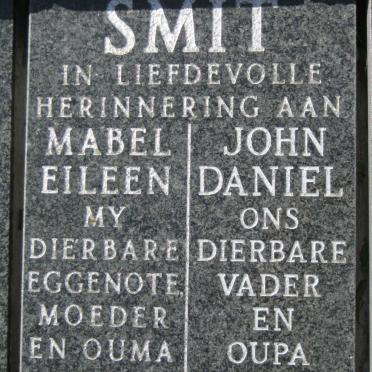 SMIT
IN LIEFDEVOLLE
HERINNERING AAN
MABEL
EILEEN
MY
DIERBARE
EGGENOTE,
MOEDER
EN OUMA
JOHN
DANIEL
ONS
DIERBARE
VADER
EN
OUPA